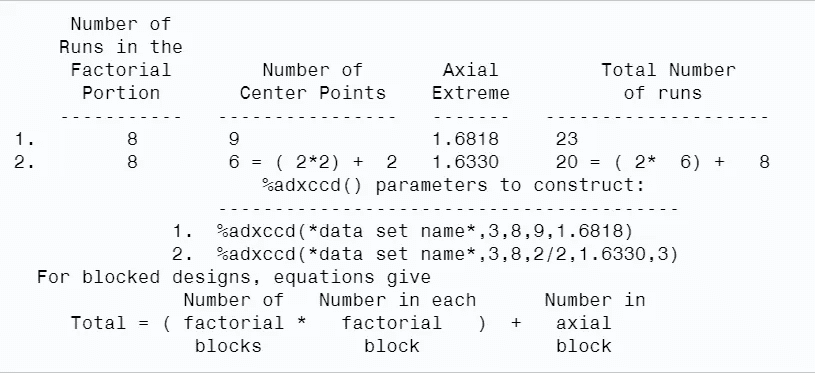 Number of
Runs in the
Factorial Number of Axial Total Number
Portion Center Points Extreme of runs
----------- ---------------- ------- --------------------
1. 8 9 1.6818 23
2. 8 6 = ( 2*2) + 2 1.6330 20 = ( 2* 6) + 8
%adxccd() parameters to construct:
-----------------------------------------
1. %adxccd(*data set name*,3,8,9,1.6818)
2. %adxccd(*data set name*,3,8,2/2,1.6330,3)
For blocked designs, equations give
Number of Number in each Number in
Total = ( factorial * factorial ) + axial
blocks block block